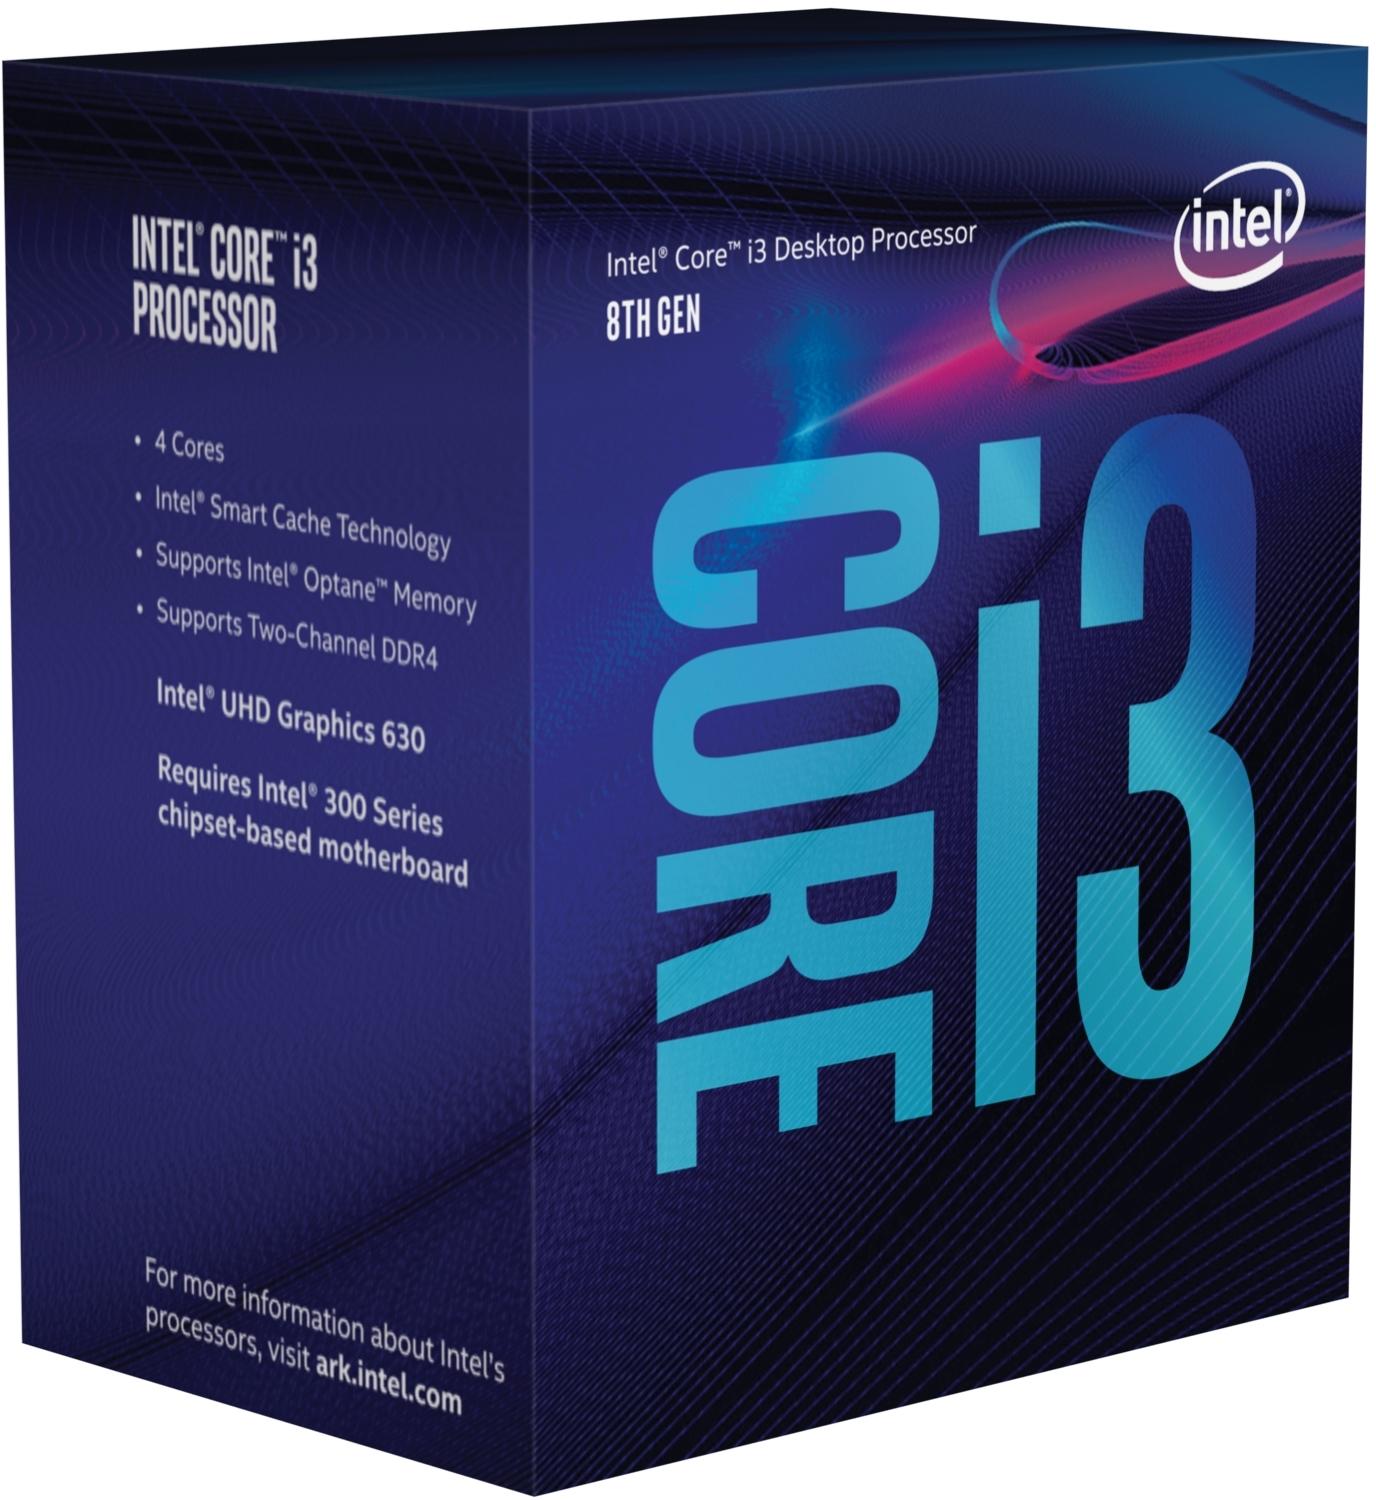 INTEL® CORE™ i3
PROCESSOR
• 4 Cores
• Intel® Smart Cache Technology
• Supports Intel® Optane™ Memory
• Supports Two-Channel DDR4
Intel® UHD Graphics 630
Requires Intel® 300 Series
chipset-based motherboard
For more information about Intel's
processors, visit ark.intel.com
intel®
Intel® Core™ i3 Desktop Processor
8TH GEN
CORE
i3